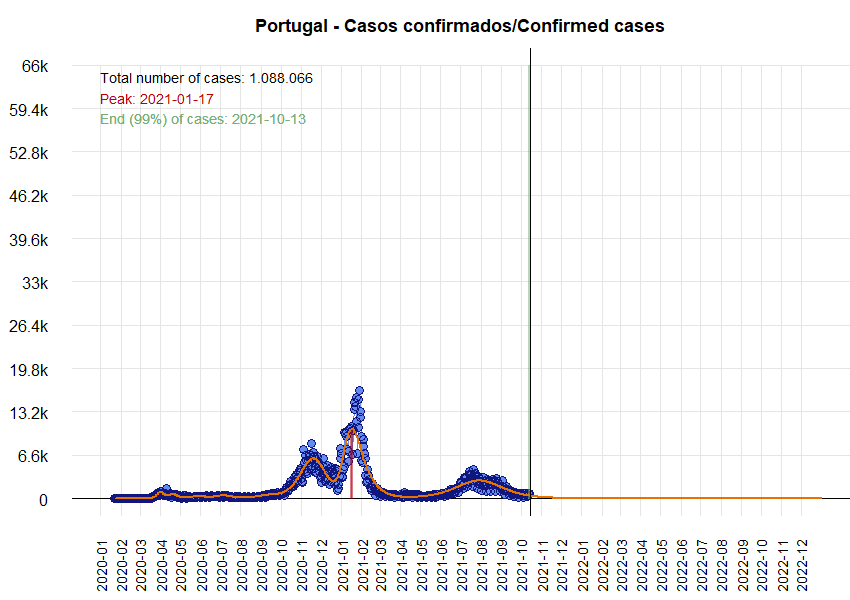 Portugal - Casos confirmados/Confirmed cases
66k
59.4k
52.8k
46.2k
39.6k
33k
26.4k
19.8k
13.2k
6.6k
0
Total number of cases: 1.088.066
Peak: 2021-01-17
End (99%) of cases: 2021-10-13
2020-01
2020-02
2020-03
2020-04
2020-05
2020-06
2020-07
2020-08
2020-09
2020-10
2020-11
2020-12
2021-01
2021-02
2021-03
2021-04
2021-05
2021-06
2021-07
2021-08
2021-09
2021-10
2021-11
2021-12
2022-01
2022-02
2022-03
2022-04
2022-05
2022-06
2022-07
2022-08
2022-09
2022-10
2022-11
2022-12